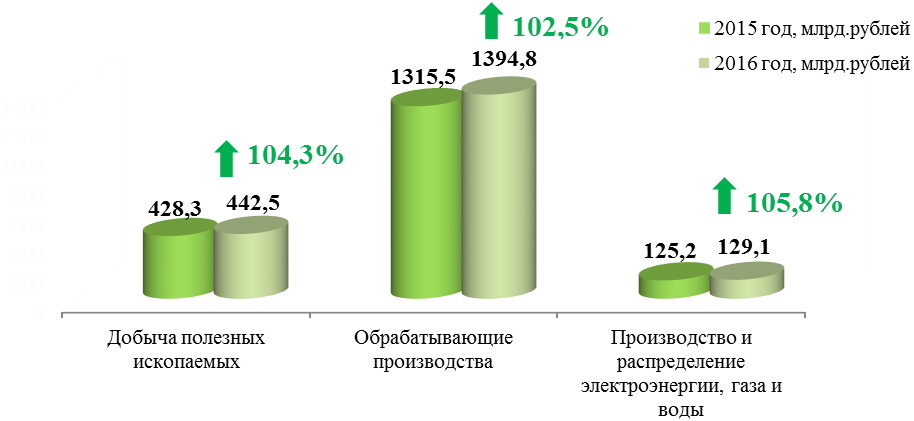 102,5%
2015 год, млрд.рублей
2016 год, млрд.рублей
1315,5
1394,8
104,3%
428,3
442,5
105,8%
125,2
129,1
0
Добыча полезных
ископаемых
Обрабатывающие
производства
Производство и
распределение
электроэнергии, газа и
воды